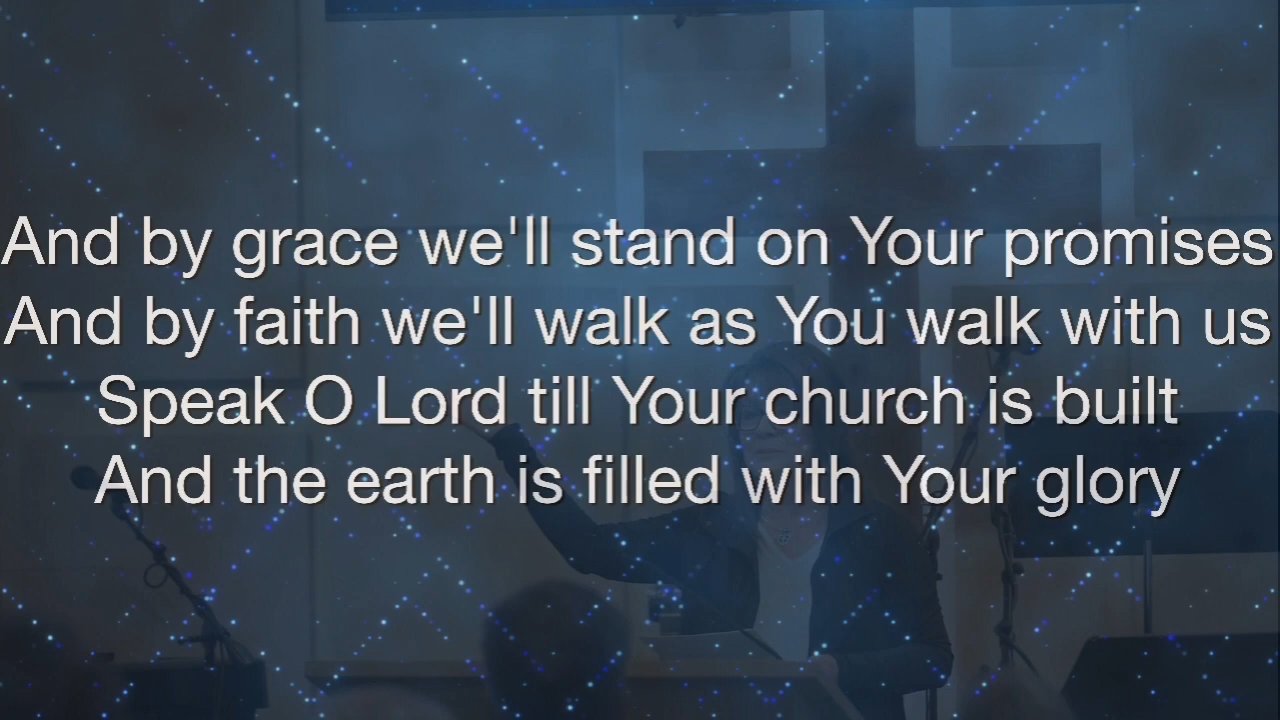 And by grace we'll stand on Your promises
And by faith we'll walk as You walk with us
Speak O Lord till Your church is built
And the earth is filled with Your glory